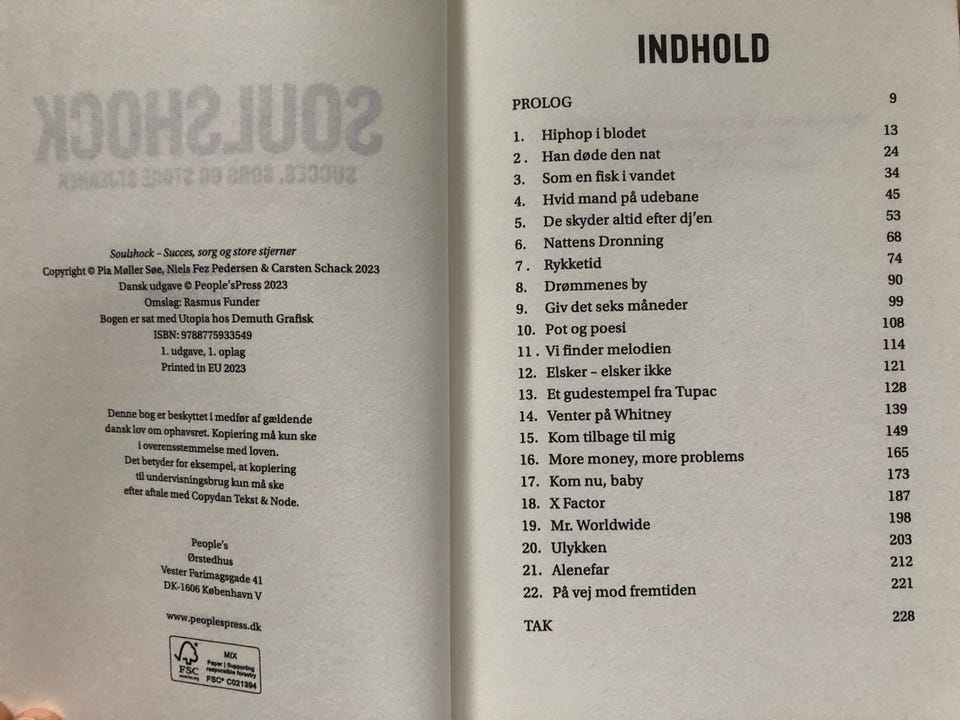 SOULSHOCK
SUCCES, SORG OG STORE STJERNER
Soulshock – Succes, sorg og store stjerner
Copyright © Pia Møller Søe, Niels Fez Pedersen & Carsten Schack 2023
Dansk udgave © People'sPress 2023
Omslag: Rasmus Funder
Bogen er sat med Utopia hos Demuth Grafisk
ISBN: 9788775933549
1. udgave, 1. oplag
Printed in EU 2023
Denne bog er beskyttet i medfør af gældende
dansk lov om ophavsret. Kopiering må kun ske
i overensstemmelse med loven.
Det betyder for eksempel, at kopiering
til undervisningsbrug kun må ske
efter aftale med Copydan Tekst & Node.
People's
Ørstedhus
Vester Farimagsgade 41
DK-1606 København V
www.peoplespress.dk
FSC
MIX
Paper | Supporting
responsible forestry
FSC® C021394
INDHOLD
PROLOG 9
1. Hiphop i blodet 13
2. Han døde den nat 24
3. Som en fisk i vandet 34
4. Hvid mand på udebane 45
5. De skyder altid efter dj'en 53
6. Nattens Dronning 68
7. Rykketid 74
8. Drømmenes by 90
9. Giv det seks måneder 99
10. Pot og poesi 108
11. Vi finder melodien 114
12. Elsker – elsker ikke 121
13. Et gudestempel fra Tupac 128
14. Venter på Whitney 139
15. Kom tilbage til mig 149
16. More money, more problems 165
17. Kom nu, baby 173
18. X Factor 187
19. Mr. Worldwide 198
20. Ulykken 203
21. Alenefar 212
22. På vej mod fremtiden 221
TAK 228